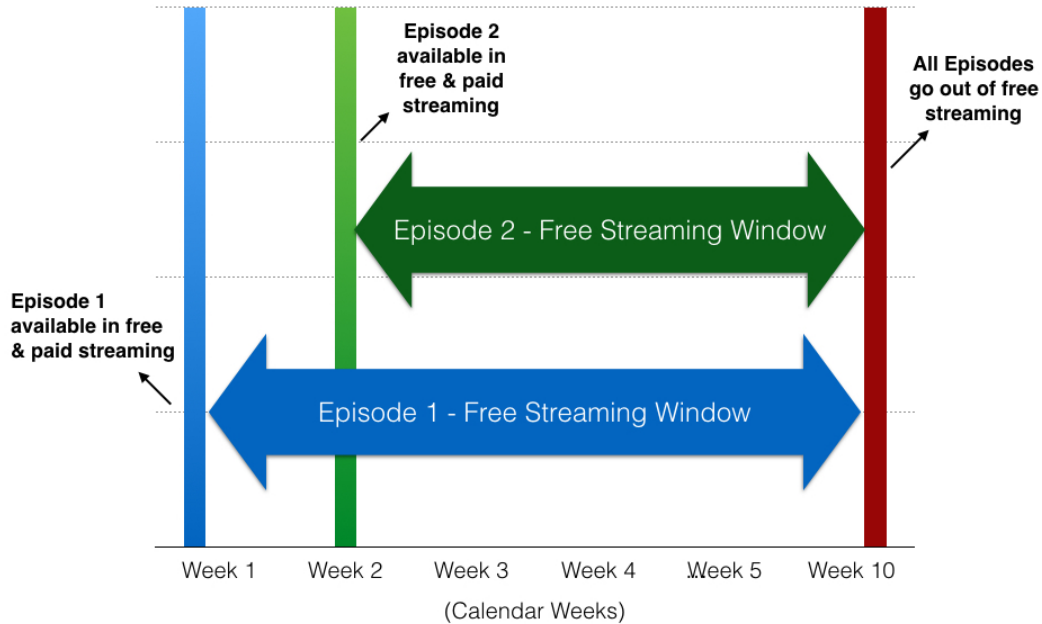 Episode 2
available in
free & paid
streaming
All Episodes
go out of free
streaming
Episode 2 - Free Streaming Window
Episode 1
available in free
& paid streaming
Episode 1 - Free Streaming Window
Week 1 Week 2 Week 3 Week 4 ...Week 5 Week 10
(Calendar Weeks)